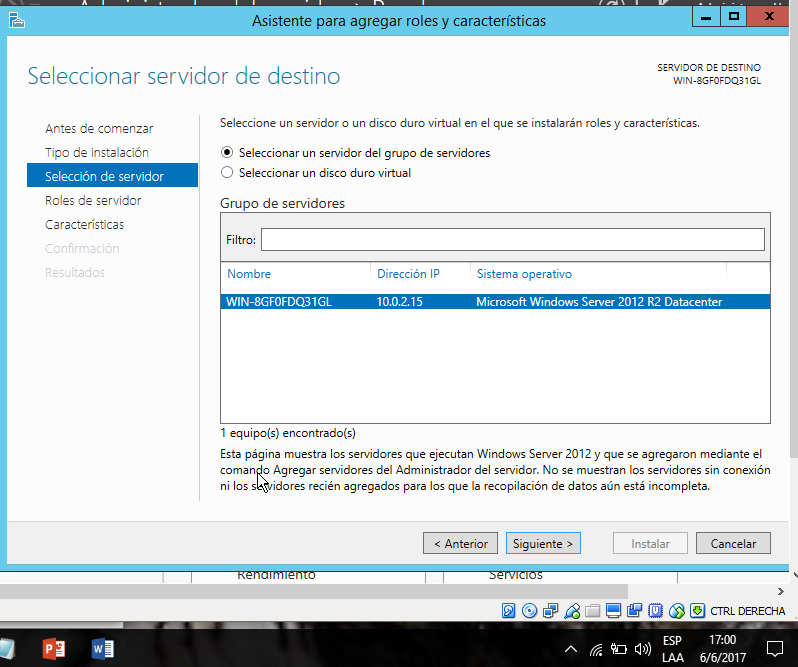 Asistente para agregar roles y características
Seleccionar servidor de destino
SERVIDOR DE DESTINO
WIN-8GF0FDQ31GL
Antes de comenzar
Tipo de instalación
Selección de servidor
Roles de servidor
Características
Confirmación
Resultados
Seleccione un servidor o un disco duro virtual en el que se instalarán roles y características.
Seleccionar un servidor del grupo de servidores
Seleccionar un disco duro virtual
Grupo de servidores
Filtro:
Nombre Dirección IP Sistema operativo
WIN-8GF0FDQ31GL 10.0.2.15 Microsoft Windows Server 2012 R2 Datacenter
1 equipo(s) encontrado(s)
Esta página muestra los servidores que ejecutan Windows Server 2012 y que se agregaron mediante el
comando Agregar servidores del Administrador del servidor. No se muestran los servidores sin conexión
ni los servidores recién agregados para los que la recopilación de datos aún está incompleta.
< Anterior Siguiente > Instalar Cancelar
Rendimiento Servicios
CTRL DERECHA
ESP 17:00
LAA 6/6/2017